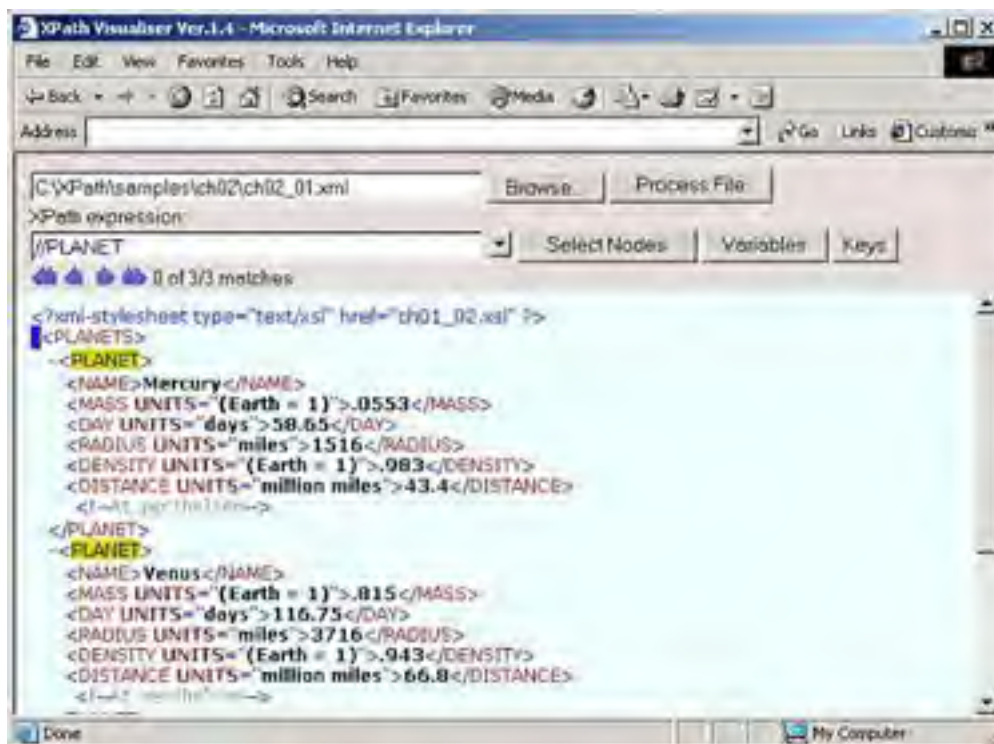 XPath Visualiser Ver.1.4 - Microsoft Internet Explorer
File Edit View Favorites Tools Help
Back Search Favorites Media
Address Go Links Customize
C:\XPath\samples\ch02\ch02_01.xml Browse... Process File
XPath expression:
//PLANET Select Nodes Variables Keys
0 of 3/3 matches
<?xml-stylesheet type="text/xsl" href="ch01_02.xsl" ?>
<PLANETS>
-<PLANET>
<NAME>Mercury</NAME>
<MASS UNITS="(Earth = 1)">.0553</MASS>
<DAY UNITS="days">58.65</DAY>
<RADIUS UNITS="miles">1516</RADIUS>
<DENSITY UNITS="(Earth = 1)">.983</DENSITY>
<DISTANCE UNITS="million miles">43.4</DISTANCE>
<!--At perihelion-->
</PLANET>
-<PLANET>
<NAME>Venus</NAME>
<MASS UNITS="(Earth = 1)">.815</MASS>
<DAY UNITS="days">116.75</DAY>
<RADIUS UNITS="miles">3716</RADIUS>
<DENSITY UNITS="(Earth = 1)">.943</DENSITY>
<DISTANCE UNITS="million miles">66.8</DISTANCE>
<!--At perihelion-->
Done My Computer